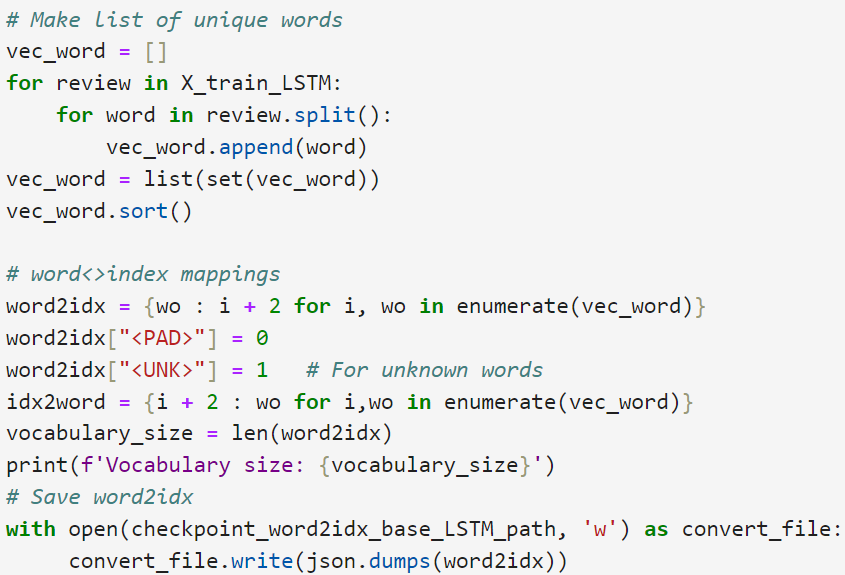 # Make list of unique words
vec_word = []
for review in X_train_LSTM:
    for word in review.split():
        vec_word.append(word)
vec_word = list(set(vec_word))
vec_word.sort()

# word<>index mappings
word2idx = {wo : i + 2 for i, wo in enumerate(vec_word)}
word2idx["<PAD>"] = 0
word2idx["<UNK>"] = 1   # For unknown words
idx2word = {i + 2 : wo for i,wo in enumerate(vec_word)}
vocabulary_size = len(word2idx)
print(f'Vocabulary size: {vocabulary_size}')
# Save word2idx
with open(checkpoint_word2idx_base_LSTM_path, 'w') as convert_file:
     convert_file.write(json.dumps(word2idx))